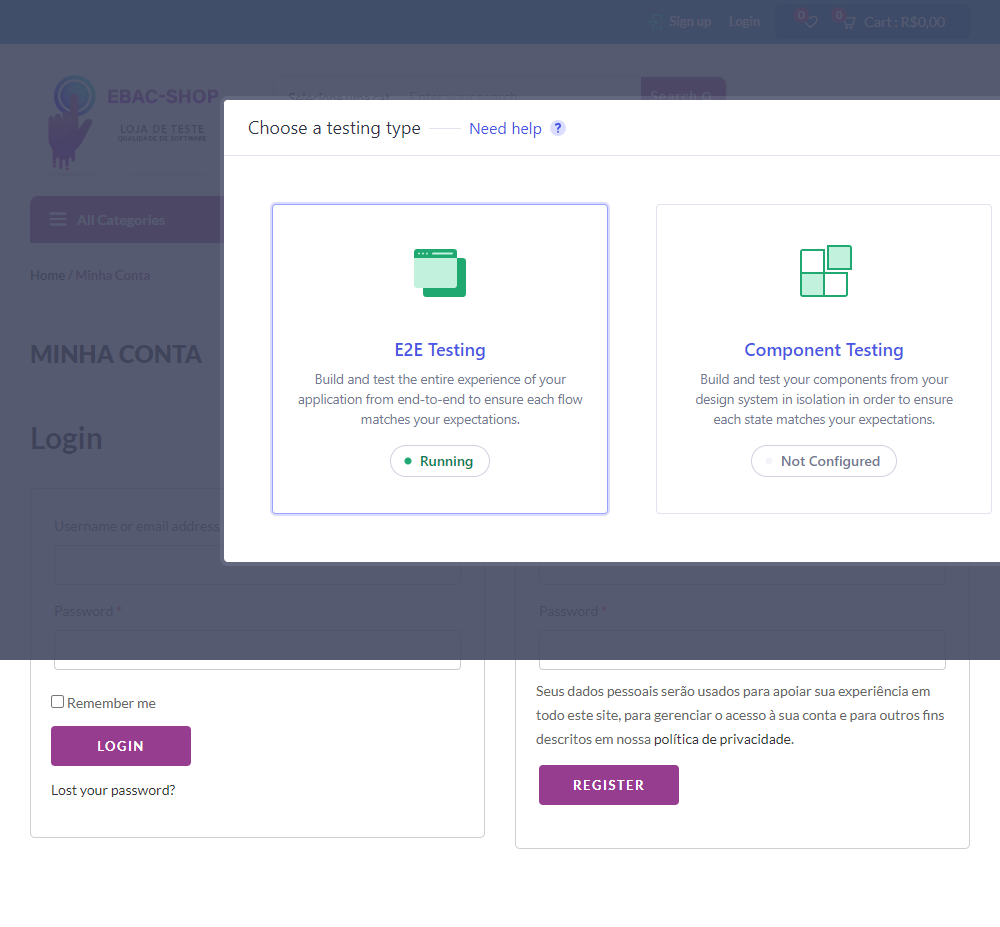 Sign up Login 0 0 Cart : R$0,00
EBAC-SHOP
LOJA DE TESTE
QUALIDADE DE SOFTWARE
Search
All Categories
Home / Minha Conta
MINHA CONTA
Login
Username or email address
Password *
Password *
Choose a testing type
Need help ?
E2E Testing
Build and test the entire experience of your
application from end-to-end to ensure each flow
matches your expectations.
Running
Component Testing
Build and test your components from your
design system in isolation in order to ensure
each state matches your expectations.
Not Configured
Remember me
LOGIN
Lost your password?
Seus dados pessoais serão usados para apoiar sua experiência em
todo este site, para gerenciar o acesso à sua conta e para outros fins
descritos em nossa política de privacidade.
REGISTER